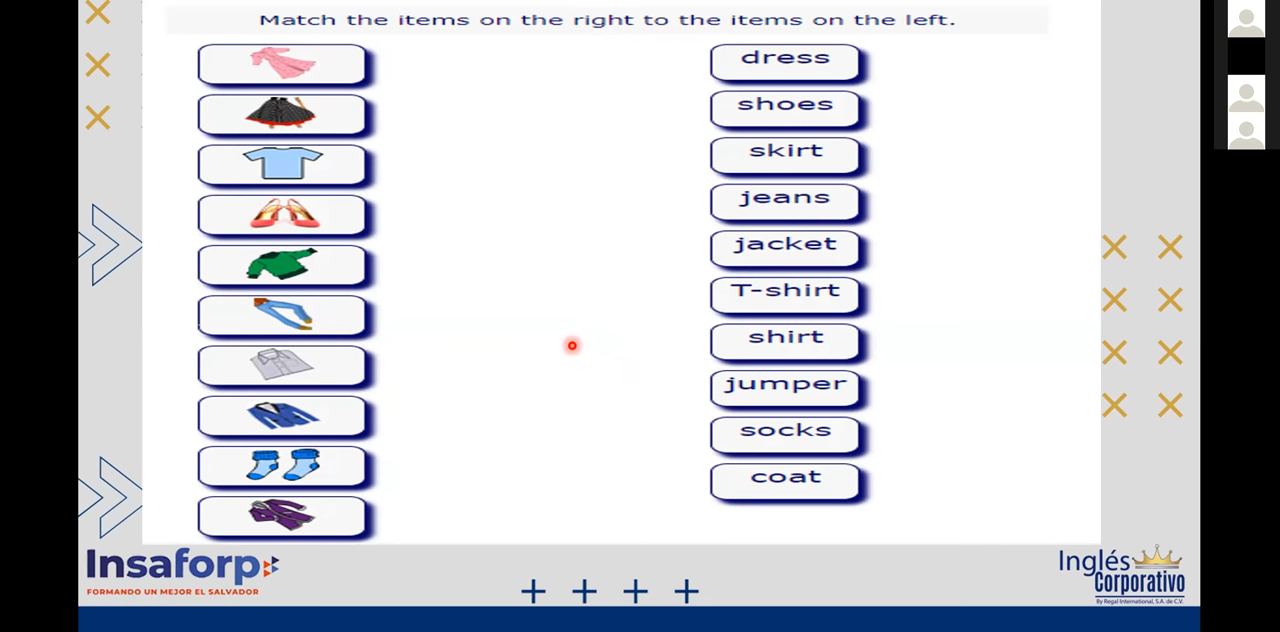 Match the items on the right to the items on the left.
dress
shoes
skirt
jeans
jacket
T-shirt
shirt
jumper
socks
coat
Insaforp
FORMANDO UN MEJOR EL SALVADOR
Inglés
Corporativo
By Regal International, S.A. de C.V.